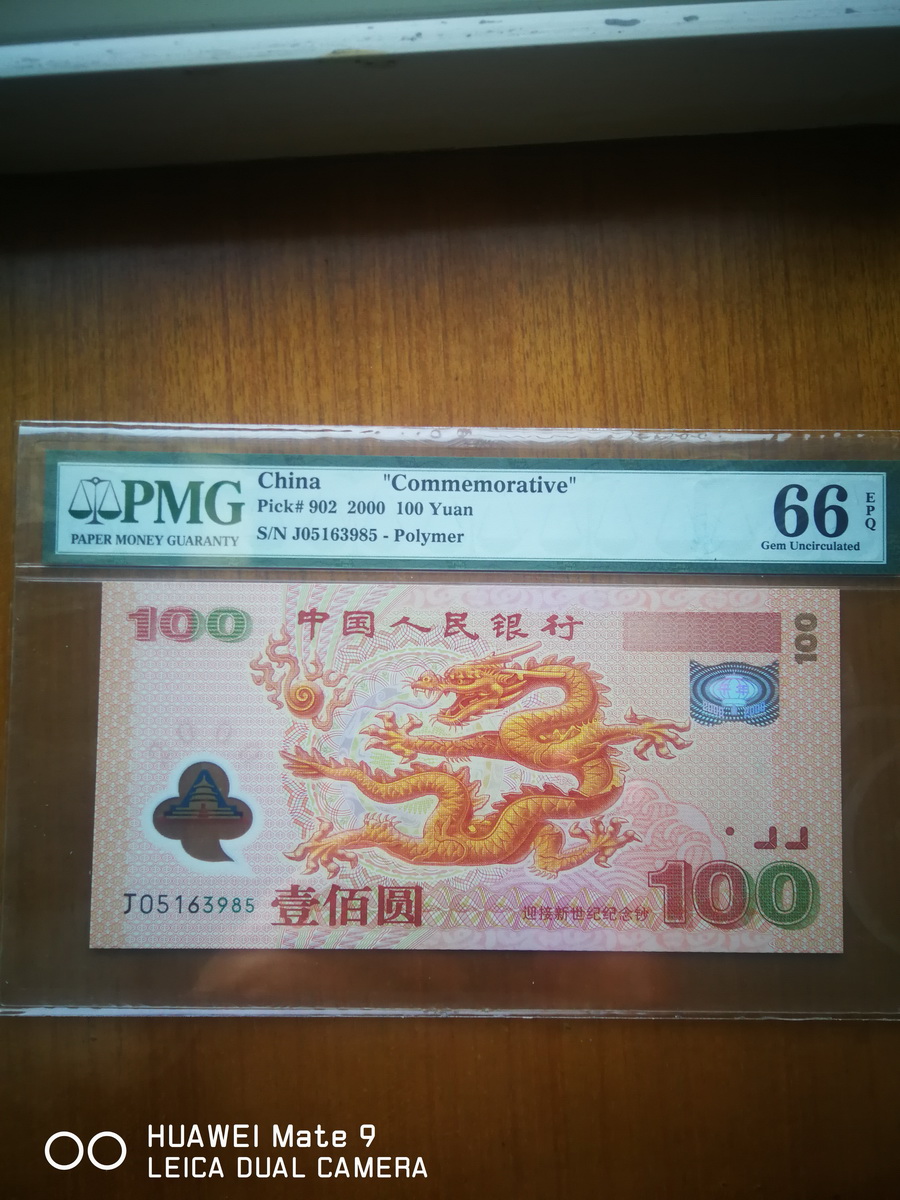 PMG
PAPER MONEY GUARANTY
China "Commemorative"
Pick# 902 2000 100 Yuan
S/N J05163985 - Polymer
66
EPQ
Gem Uncirculated
100
中国人民银行
100
J05163985
壹佰圆
迎接新世纪纪念钞
100
HUAWEI Mate 9
LEICA DUAL CAMERA